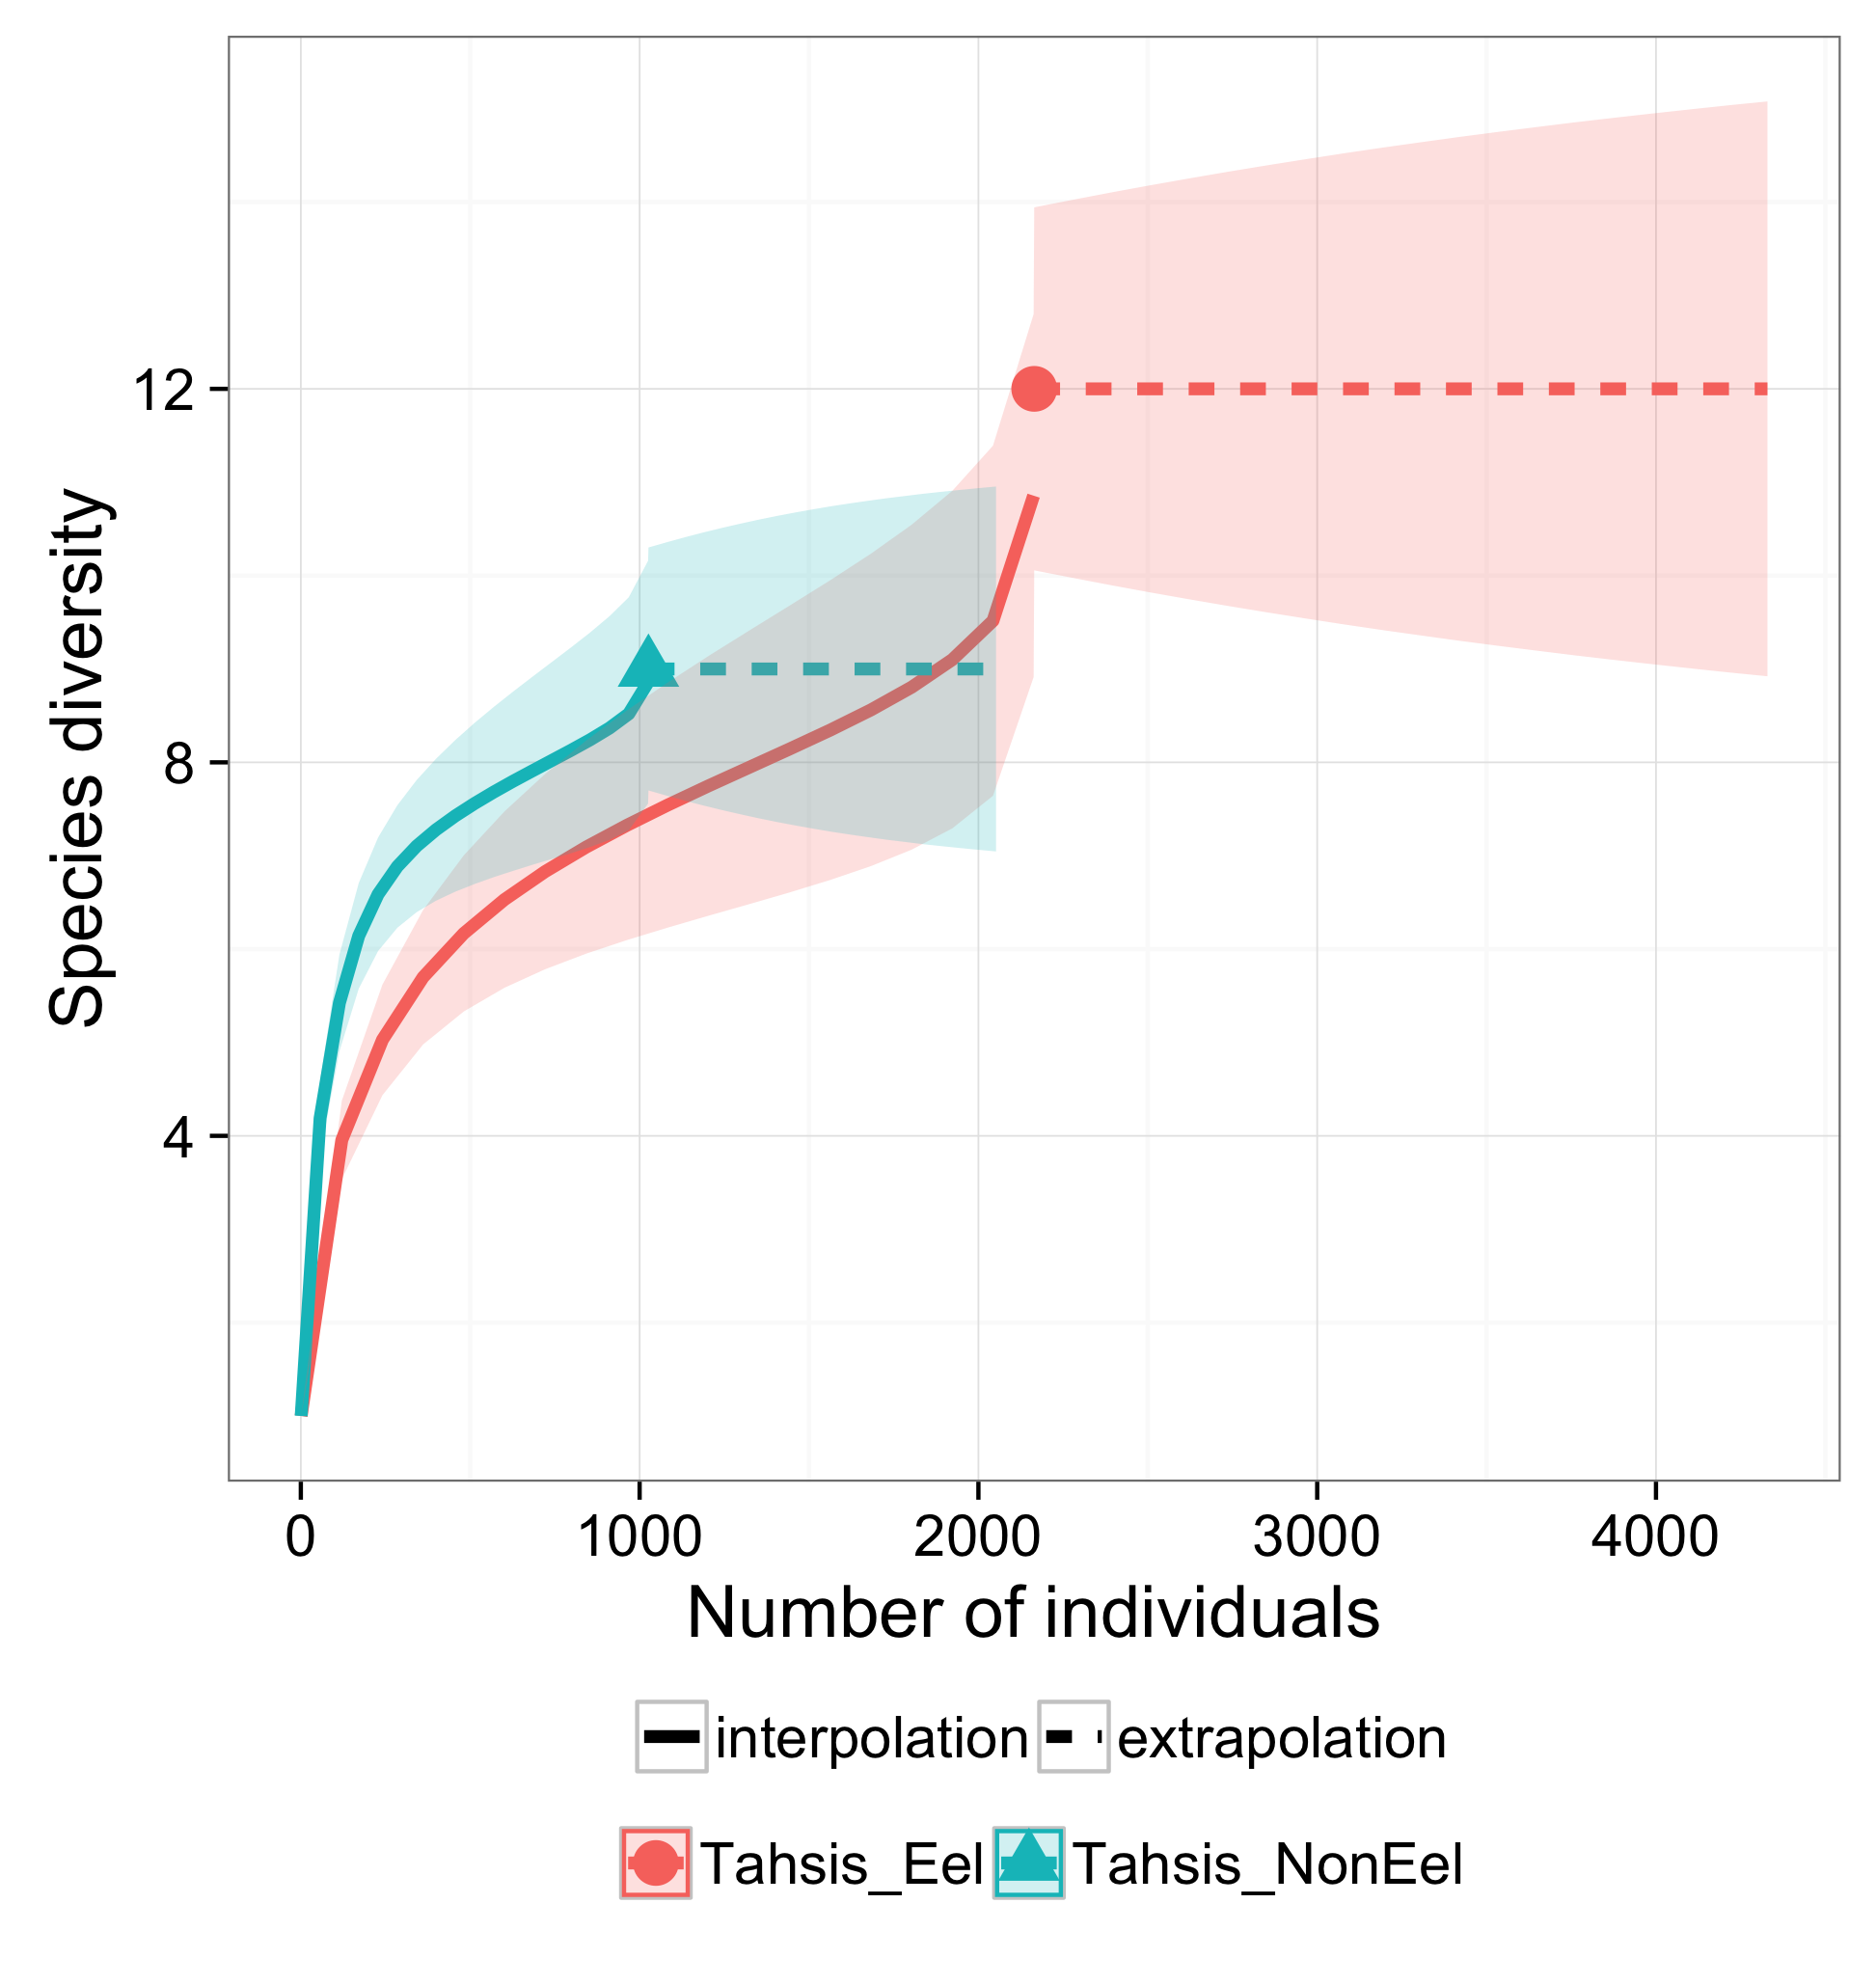 12
8
4
Species diversity
0 1000 2000 3000 4000
Number of individuals
interpolation extrapolation
Tahsis_Eel Tahsis_NonEel